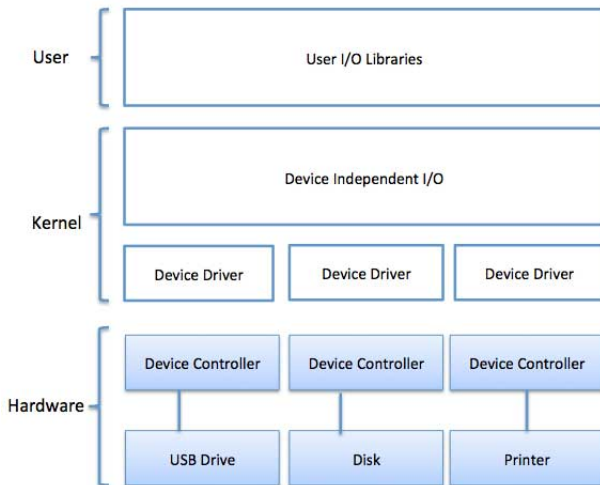 User
User I/O Libraries
Device Independent I/O
Kernel
Device Driver
Device Driver
Device Driver
Device Controller
Device Controller
Device Controller
Hardware
USB Drive
Disk
Printer